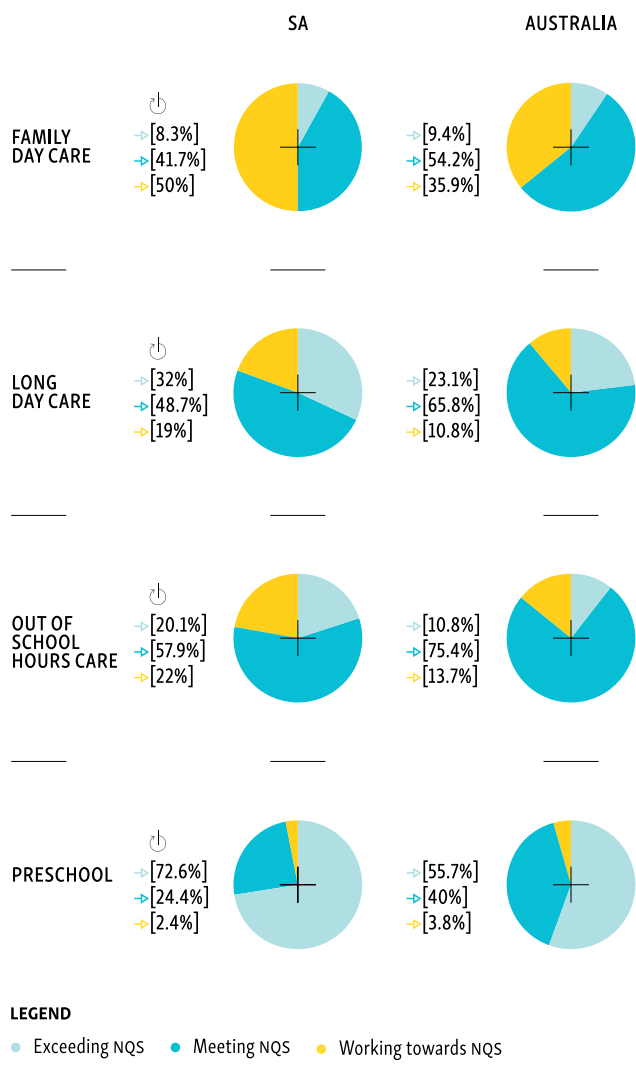 SA
AUSTRALIA
FAMILY
DAY CARE
[8.3%]
[41.7%]
[50%]
[9.4%]
[54.2%]
[35.9%]
LONG
DAY CARE
[32%]
[48.7%]
[19%]
[23.1%]
[65.8%]
[10.8%]
OUT OF
SCHOOL
HOURS CARE
[20.1%]
[57.9%]
[22%]
[10.8%]
[75.4%]
[13.7%]
PRESCHOOL
[72.6%]
[24.4%]
[2.4%]
[55.7%]
[40%]
[3.8%]
LEGEND
Exceeding NQS
Meeting NQS
Working towards NQS